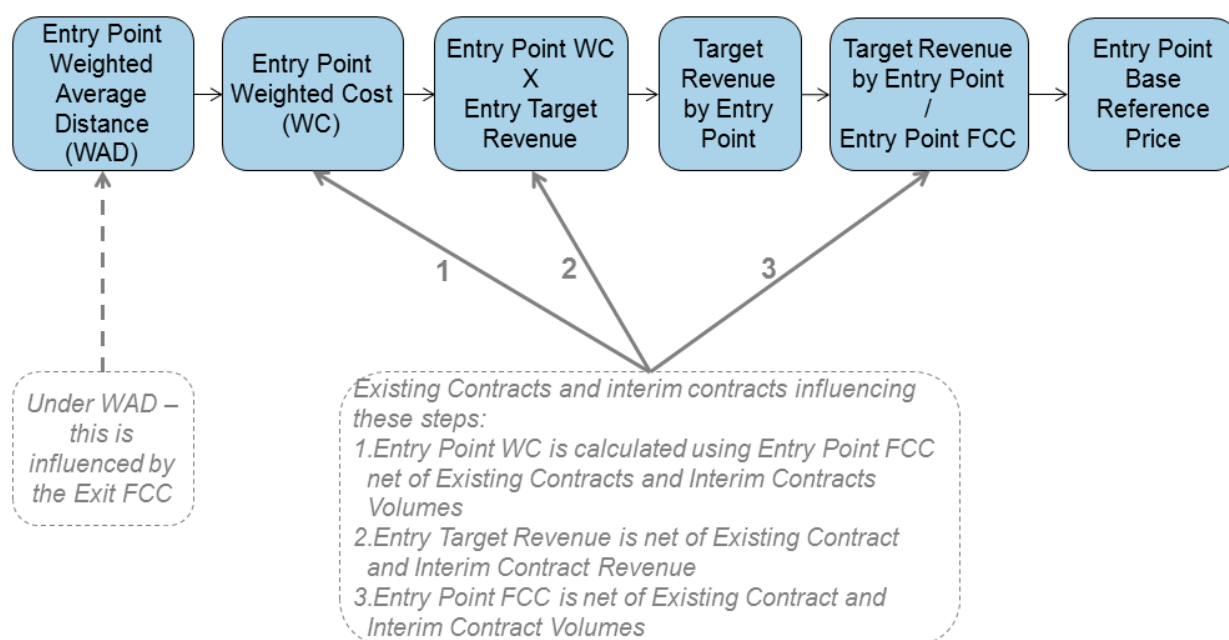 Entry Point
Weighted
Average
Distance
(WAD)
Entry Point
Weighted Cost
(WC)
Entry Point WC
X
Entry Target
Revenue
Target
Revenue
by Entry
Point
Target Revenue
by Entry Point
/
Entry Point FCC
Entry Point
Base
Reference
Price
1
2
3
Under WAD –
this is
influenced by
the Exit FCC
Existing Contracts and interim contracts influencing
these steps:
1.Entry Point WC is calculated using Entry Point FCC
net of Existing Contracts and Interim Contracts
Volumes
2.Entry Target Revenue is net of Existing Contract
and Interim Contract Revenue
3.Entry Point FCC is net of Existing Contract and
Interim Contract Volumes